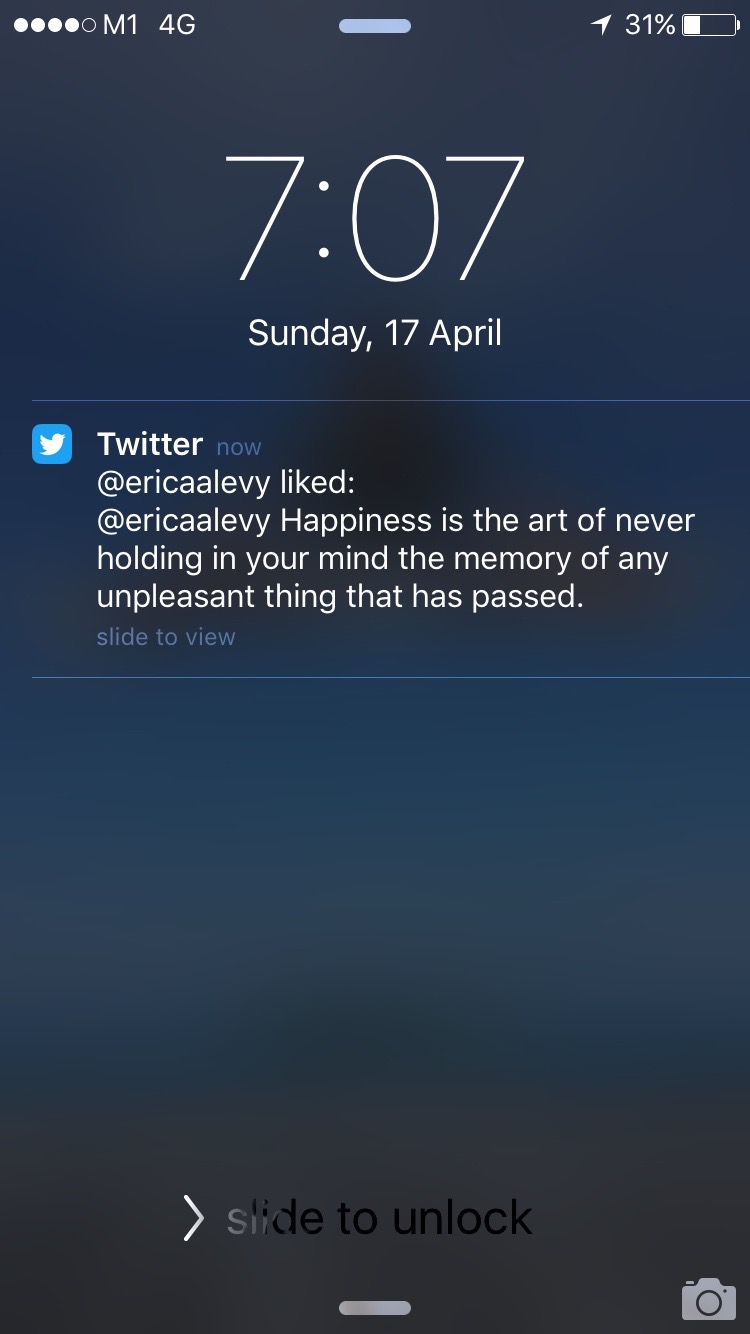 M1 4G 31%
7:07
Sunday, 17 April
Twitter now
@ericaalevy liked:
@ericaalevy Happiness is the art of never
holding in your mind the memory of any
unpleasant thing that has passed.
slide to view
slide to unlock